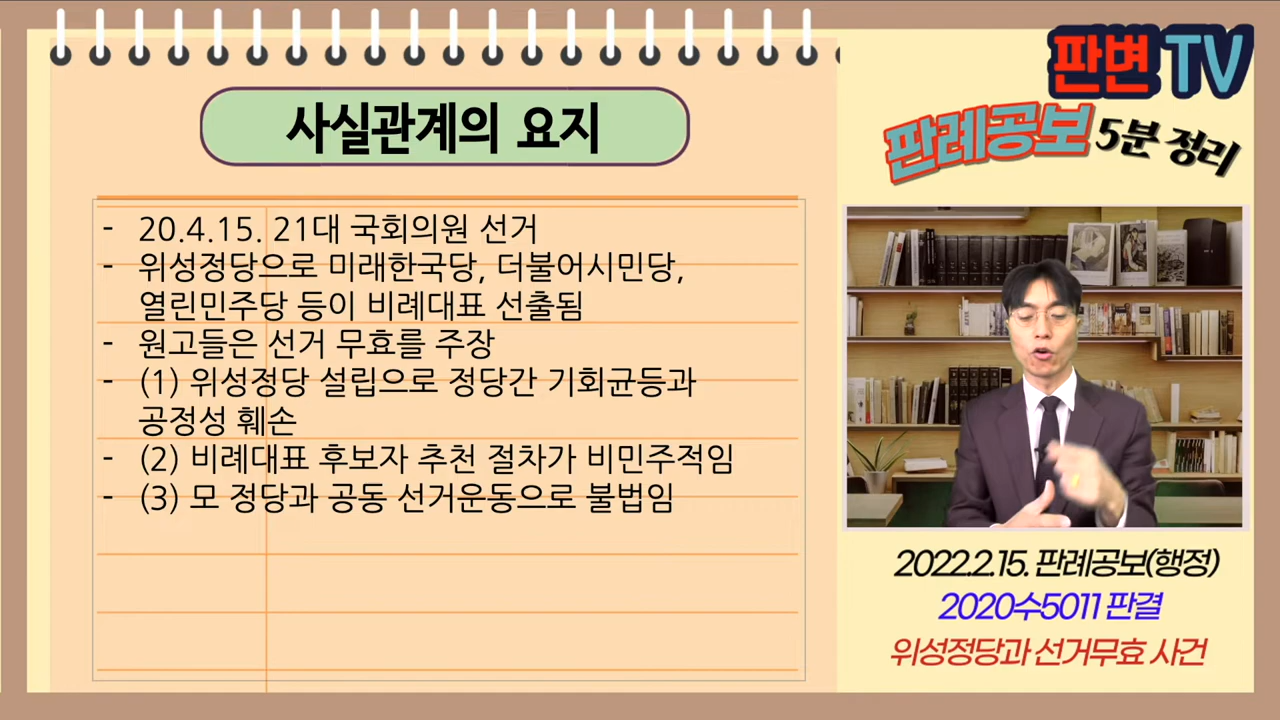 사실관계의 요지
- 20.4.15. 21대 국회의원 선거
- 위성정당으로 미래한국당, 더불어시민당,
열린민주당 등이 비례대표 선출됨
- 원고들은 선거 무효를 주장
- (1) 위성정당 설립으로 정당간 기회균등과
공정성 훼손
- (2) 비례대표 후보자 추천 절차가 비민주적임
- (3) 모 정당과 공동 선거운동으로 불법임
판변 TV
판례공보 5분 정리
2022.2.15. 판례공보(행정)
2020수5011 판결
위성정당과 선거무효 사건